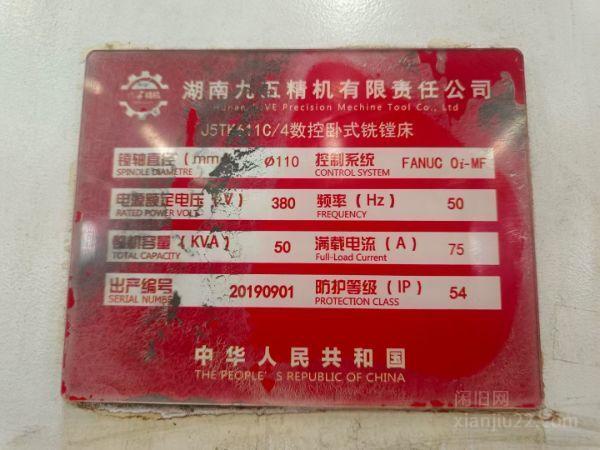 湖南九五精机有限责任公司
Precision Mechine Tool Co., Ltd
数控卧式铣镗床
镗轴直径(mm Ø110 控制系统 FANUC 0i-MF
SPINDLE DIAMETRE CONTROL SYSTEM
电源额定电压(V) 380 频率(Hz) 50
RATED POWER VOLT FREQUENCY
整机容量(KVA) 50 满载电流(A) 75
TOTAL CAPACITY Full-Load Current
出产编号 20190901 防护等级(IP) 54
SERIAL NUMBE PROTECTION CLASS
中华人民共和国
THE PEOPLE'S REPUBLIC OF CHINA
闲旧网
xianjiu22.com